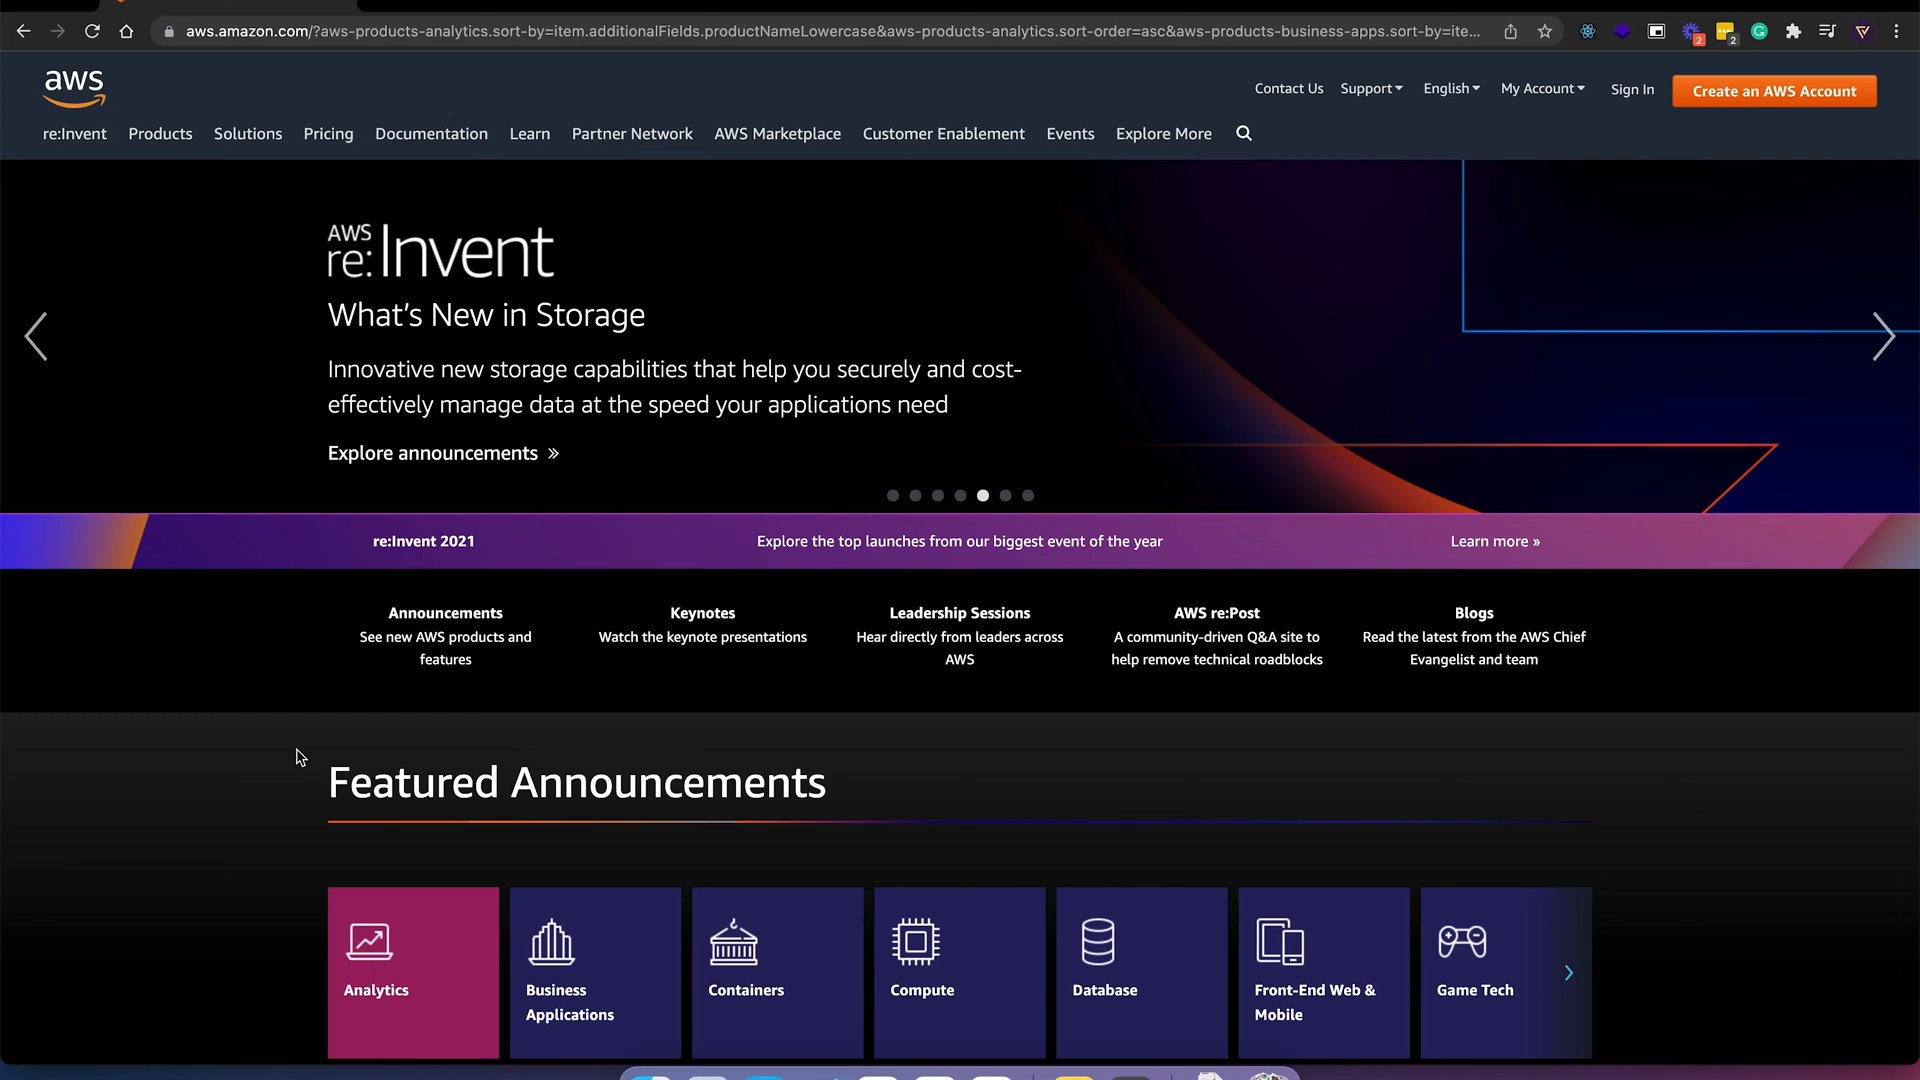 aws.amazon.com/?aws-products-analytics.sort-by=item.additionalFields.productNameLowercase&aws-products-analytics.sort-order=asc&aws-products-business-apps.sort-by=ite...
2
2
aws
Contact Us
Support
English
My Account
Sign In
Create an AWS Account
re:Invent
Products
Solutions
Pricing
Documentation
Learn
Partner Network
AWS Marketplace
Customer Enablement
Events
Explore More
AWS
re:Invent
What's New in Storage
Innovative new storage capabilities that help you securely and cost-
effectively manage data at the speed your applications need
Explore announcements »
re:Invent 2021
Explore the top launches from our biggest event of the year
Learn more »
Announcements
See new AWS products and
features
Keynotes
Watch the keynote presentations
Leadership Sessions
Hear directly from leaders across
AWS
AWS re:Post
A community-driven Q&A site to
help remove technical roadblocks
Blogs
Read the latest from the AWS Chief
Evangelist and team
Featured Announcements
Analytics
Business
Applications
Containers
Compute
Database
Front-End Web &
Mobile
Game Tech